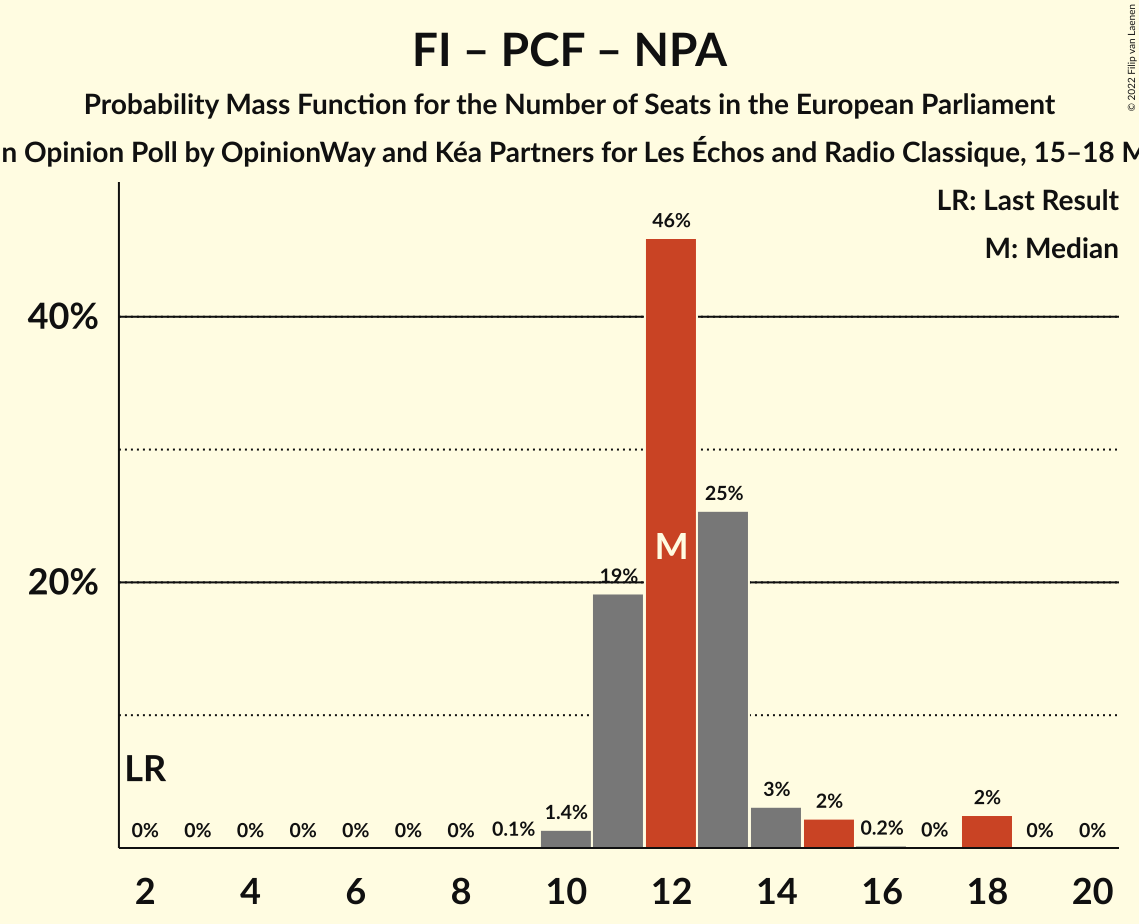 FI – PCF – NPA
Probability Mass Function for the Number of Seats in the European Parliament
n Opinion Poll by OpinionWay and Kéa Partners for Les Échos and Radio Classique, 15–18 M
© 2022 Filip van Laenen
LR: Last Result
M: Median
46%
40%
25%
M
19%
20%
LR
0% 0% 0% 0% 0% 0% 0% 0.1% 1.4% 3% 2% 0.2% 0% 2% 0% 0%
2 4 6 8 10 12 14 16 18 20